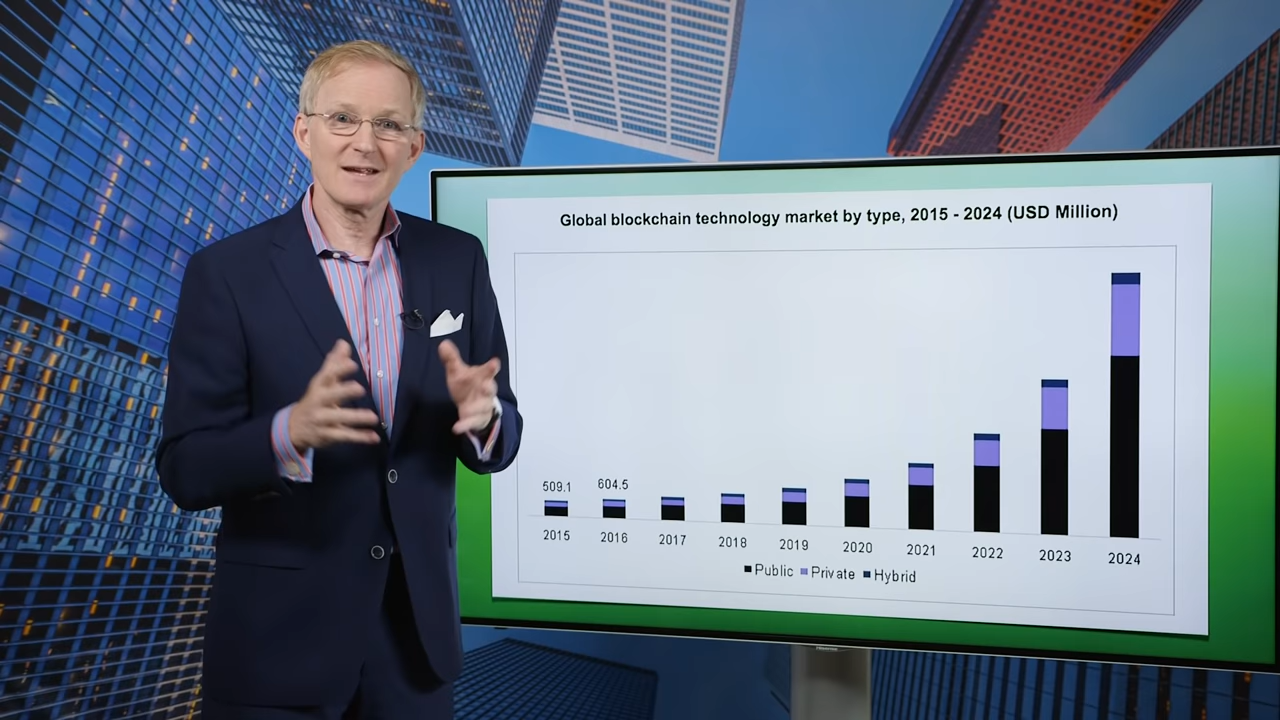 Global blockchain technology market by type, 2015 - 2024 (USD Million)
509.1 604.5
2015 2016 2017 2018 2019 2020 2021 2022 2023 2024
Public Private Hybrid
Hisense